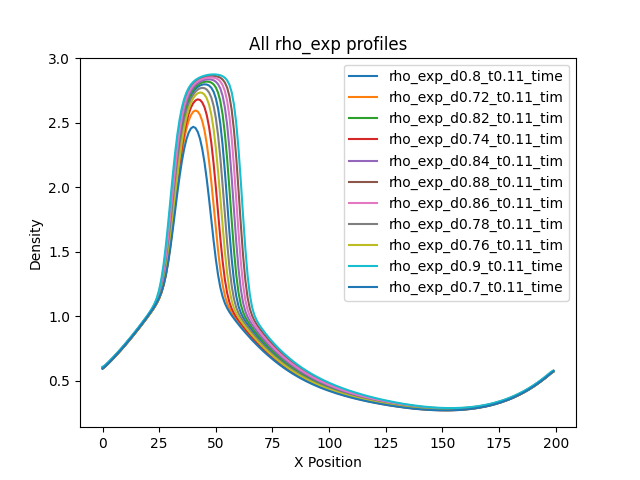 All rho_exp profiles
3.0
2.5
2.0
1.5
1.0
0.5
Density
rho_exp_d0.8_t0.11_time
rho_exp_d0.72_t0.11_tim
rho_exp_d0.82_t0.11_tim
rho_exp_d0.74_t0.11_tim
rho_exp_d0.84_t0.11_tim
rho_exp_d0.88_t0.11_tim
rho_exp_d0.86_t0.11_tim
rho_exp_d0.78_t0.11_tim
rho_exp_d0.76_t0.11_tim
rho_exp_d0.9_t0.11_time
rho_exp_d0.7_t0.11_time
0 25 50 75 100 125 150 175 200
X Position